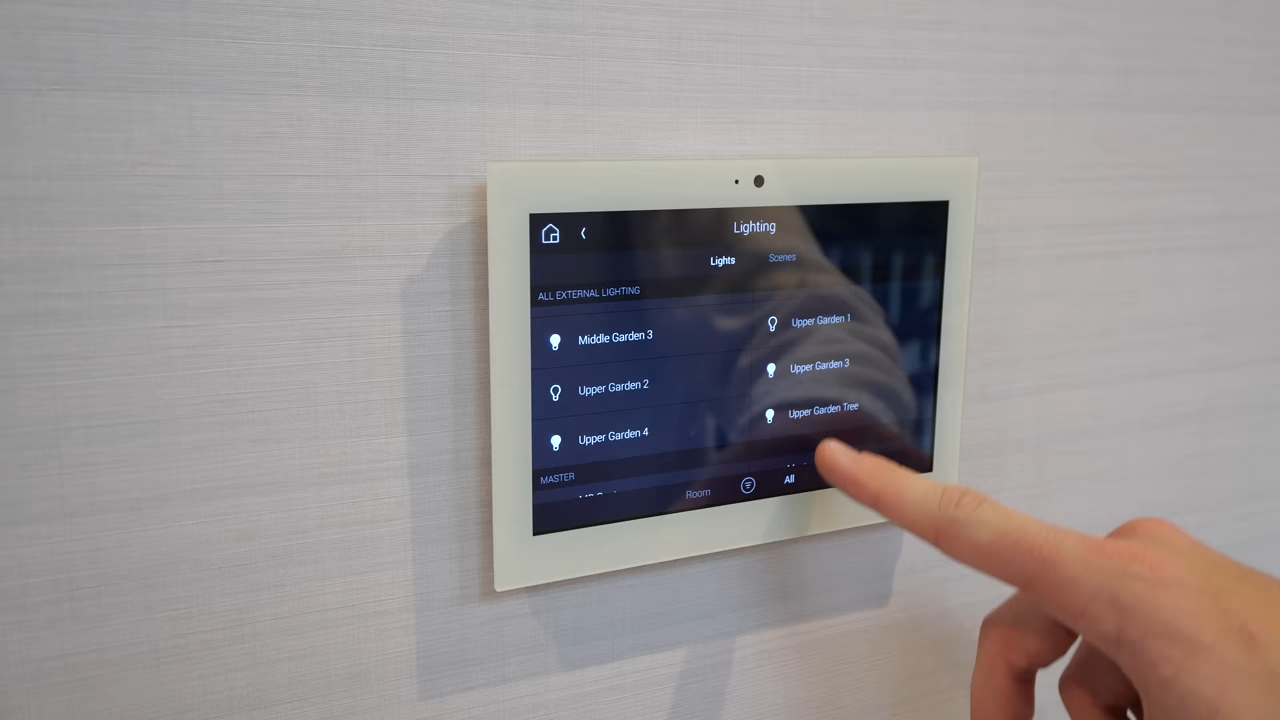 Lighting
Lights Scenes
ALL EXTERNAL LIGHTING
Middle Garden 3
Upper Garden 1
Upper Garden 2
Upper Garden 3
Upper Garden 4
Upper Garden Tree
MASTER
Room All